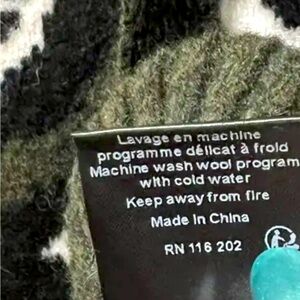 Lavage en machine
programme délicat à froid
Machine wash wool program
with cold water
Keep away from fire
Made in China
RN 116 202